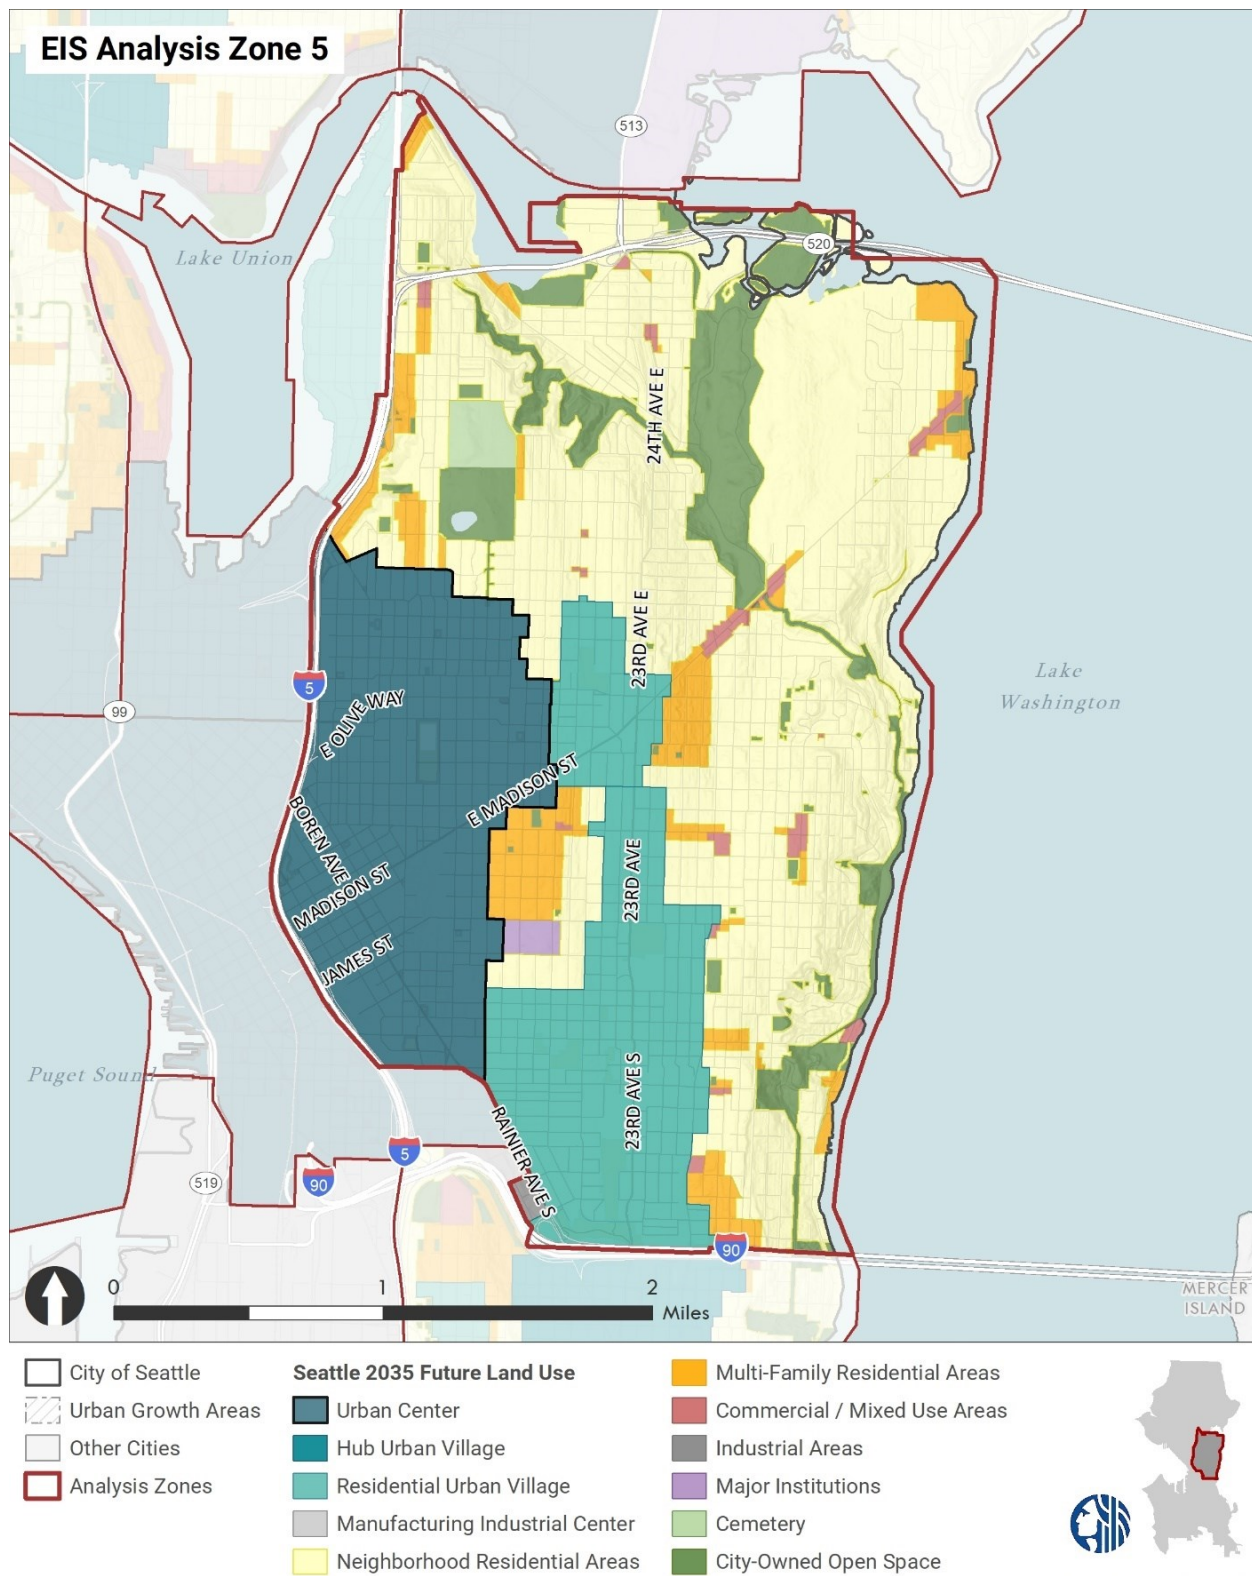 EIS Analysis Zone 5
513
520
Lake Union
24TH AVE E
23RD AVE E
5
99
E OLIVE WAY
Lake
Washington
E MADISON ST
BOREN AVE
MADISON ST
23RD AVE
JAMES ST
Puget Sound
23RD AVE S
RAINIER AVE S
5
90
519
90
0 1 2
Miles
MERCER
ISLAND
City of Seattle
Urban Growth Areas
Other Cities
Analysis Zones
Seattle 2035 Future Land Use
Urban Center
Hub Urban Village
Residential Urban Village
Manufacturing Industrial Center
Neighborhood Residential Areas
Multi-Family Residential Areas
Commercial / Mixed Use Areas
Industrial Areas
Major Institutions
Cemetery
City-Owned Open Space